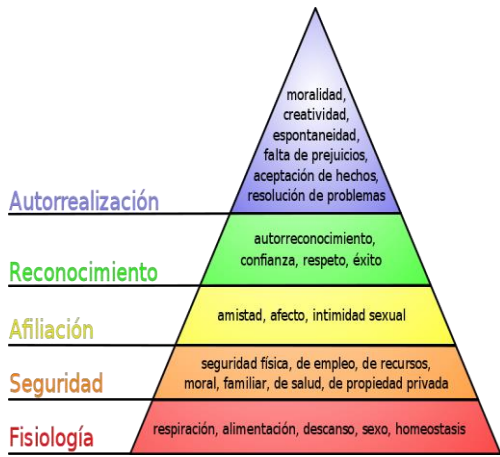 moralidad,
creatividad,
espontaneidad,
falta de prejuicios,
aceptación de hechos,
resolución de problemas
Autorrealización
autorreconocimiento,
confianza, respeto, éxito
Reconocimiento
amistad, afecto, intimidad sexual
Afiliación
seguridad física, de empleo, de recursos,
moral, familiar, de salud, de propiedad privada
Seguridad
respiración, alimentación, descanso, sexo, homeostasis
Fisiología